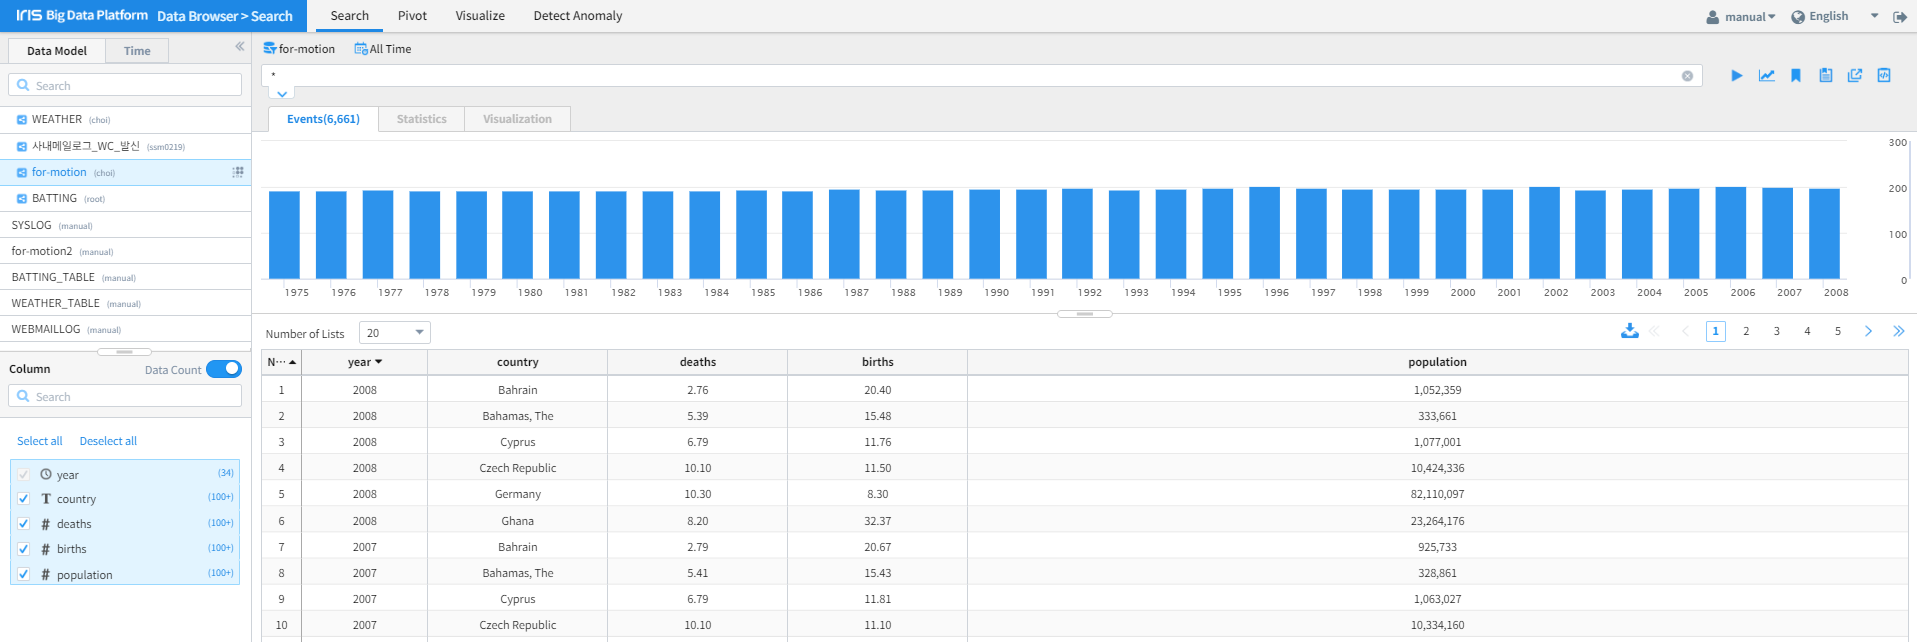 IRIS Big Data Platform Data Browser > Search Search Pivot Visualize Detect Anomaly manual English
Data Model Time
for-motion All Time
Search
*
WEATHER (choi)
사내메일로그_WC_발신 (ssm0219)
for-motion (choi)
BATTING (root)
SYSLOG (manual)
for-motion2 (manual)
BATTING_TABLE (manual)
WEATHER_TABLE (manual)
WEBMAILLOG (manual)
Column Data Count
Search
Select all Deselect all
year (34)
T country (100+)
# deaths (100+)
# births (100+)
# population (100+)
Events(6,661) Statistics Visualization
300
200
100
0
1975 1976 1977 1978 1979 1980 1981 1982 1983 1984 1985 1986 1987 1988 1989 1990 1991 1992 1993 1994 1995 1996 1997 1998 1999 2000 2001 2002 2003 2004 2005 2006 2007 2008
Number of Lists 20 1 2 3 4 5
N··· year country deaths births population
1 2008 Bahrain 2.76 20.40 1,052,359
2 2008 Bahamas, The 5.39 15.48 333,661
3 2008 Cyprus 6.79 11.76 1,077,001
4 2008 Czech Republic 10.10 11.50 10,424,336
5 2008 Germany 10.30 8.30 82,110,097
6 2008 Ghana 8.20 32.37 23,264,176
7 2007 Bahrain 2.79 20.67 925,733
8 2007 Bahamas, The 5.41 15.43 328,861
9 2007 Cyprus 6.79 11.81 1,063,027
10 2007 Czech Republic 10.10 11.10 10,334,160